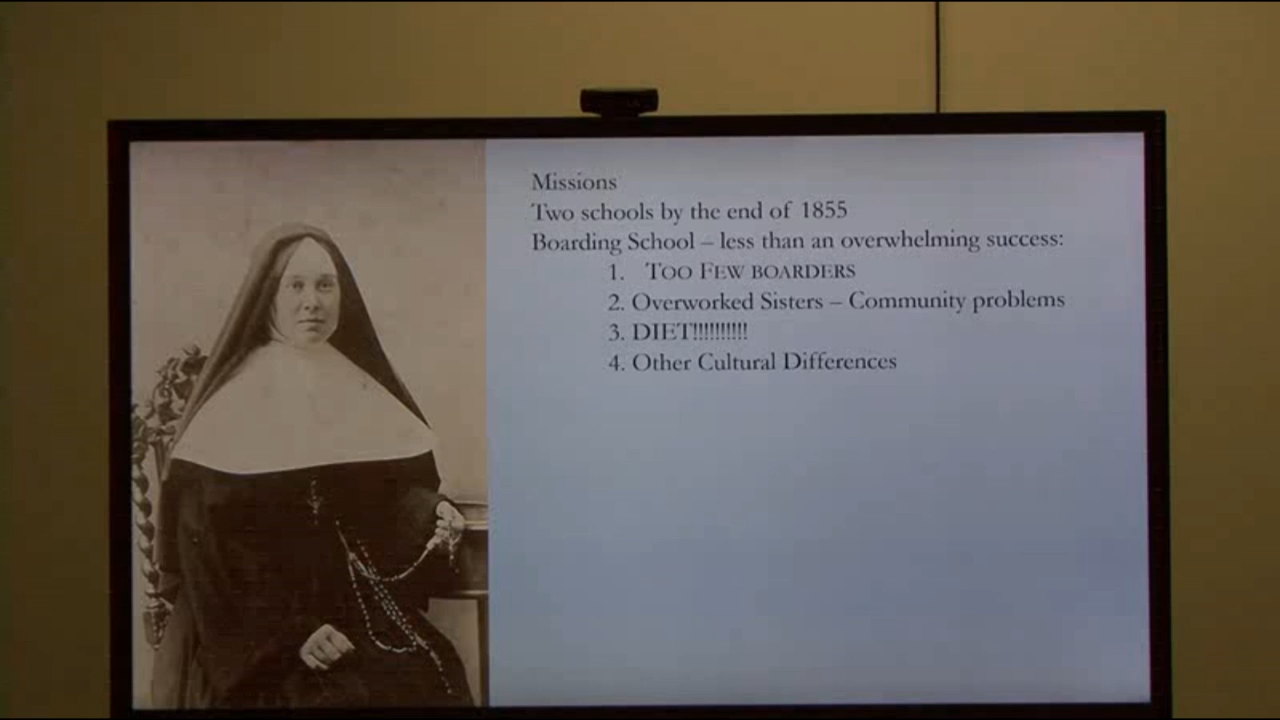 Missions
Two schools by the end of 1855
Boarding School – less than an overwhelming success:
1. TOO FEW BOARDERS
2. Overworked Sisters – Community problems
3. DIET!!!!!!!!!!
4. Other Cultural Differences